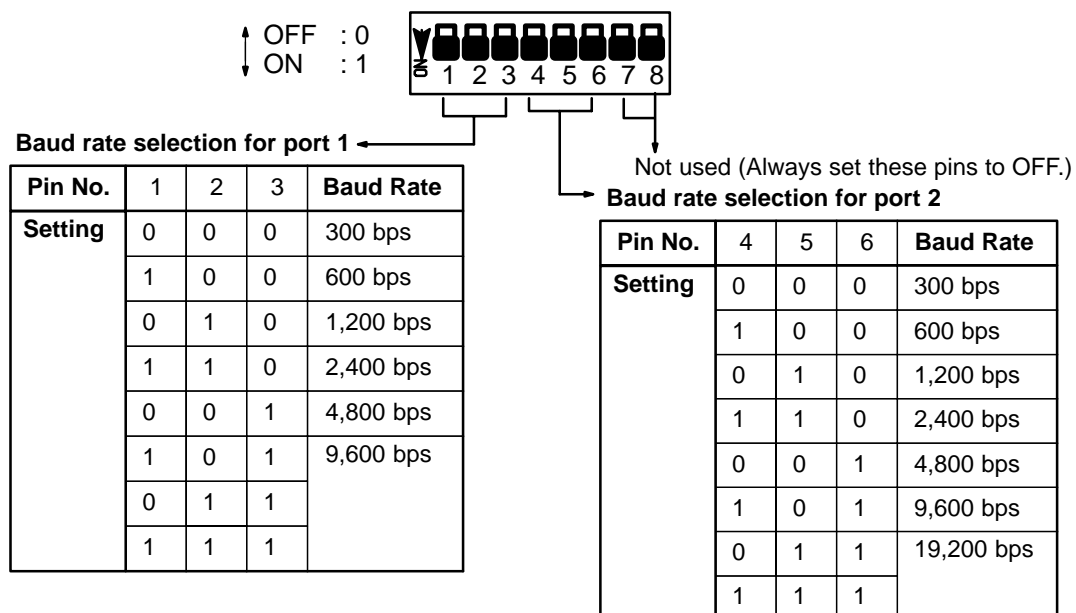 OFF : 0
ON : 1
NO
1 2 3 4 5 6 7 8
Baud rate selection for port 1
Pin No. 1 2 3 Baud Rate
Setting 0 0 0 300 bps
1 0 0 600 bps
0 1 0 1,200 bps
1 1 0 2,400 bps
0 0 1 4,800 bps
1 0 1 9,600 bps
0 1 1
1 1 1
Not used (Always set these pins to OFF.)
Baud rate selection for port 2
Pin No. 4 5 6 Baud Rate
Setting 0 0 0 300 bps
1 0 0 600 bps
0 1 0 1,200 bps
1 1 0 2,400 bps
0 0 1 4,800 bps
1 0 1 9,600 bps
0 1 1 19,200 bps
1 1 1